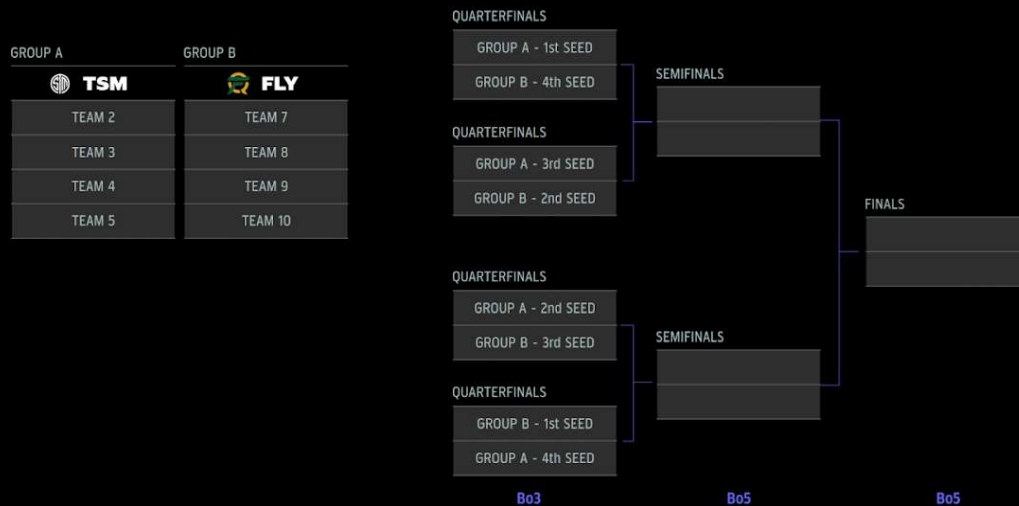 GROUP A
TSM
TEAM 2
TEAM 3
TEAM 4
TEAM 5
GROUP B
FLY
TEAM 7
TEAM 8
TEAM 9
TEAM 10
QUARTERFINALS
GROUP A - 1st SEED
GROUP B - 4th SEED
QUARTERFINALS
GROUP A - 3rd SEED
GROUP B - 2nd SEED
QUARTERFINALS
GROUP A - 2nd SEED
GROUP B - 3rd SEED
QUARTERFINALS
GROUP B - 1st SEED
GROUP A - 4th SEED
Bo3
SEMIFINALS
SEMIFINALS
Bo5
FINALS
Bo5